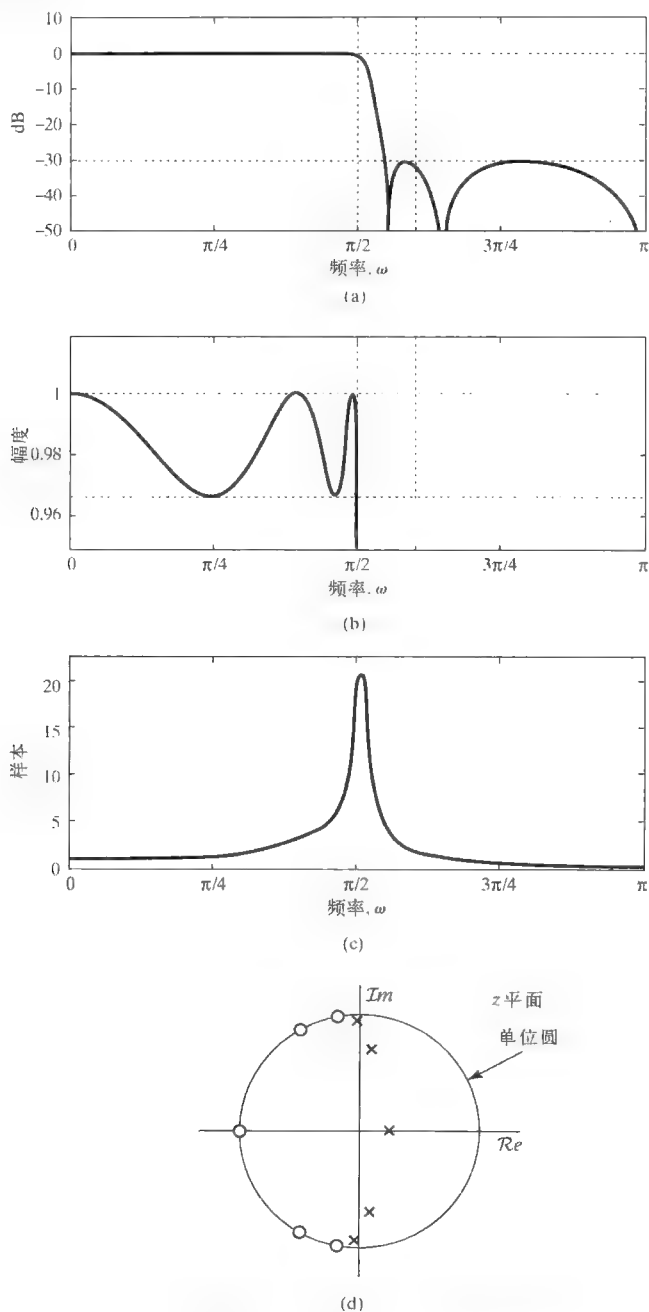 10
0
-10
-20
-30
-40
-50
dB
0 π/4 π/2 3π/4 π
频率, ω
(a)
1
0.98
0.96
幅度
0 π/4 π/2 3π/4 π
频率, ω
(b)
20
15
10
5
0
样本
0 π/4 π/2 3π/4 π
频率, ω
(c)
Im
z平面
单位圆
Re
(d)